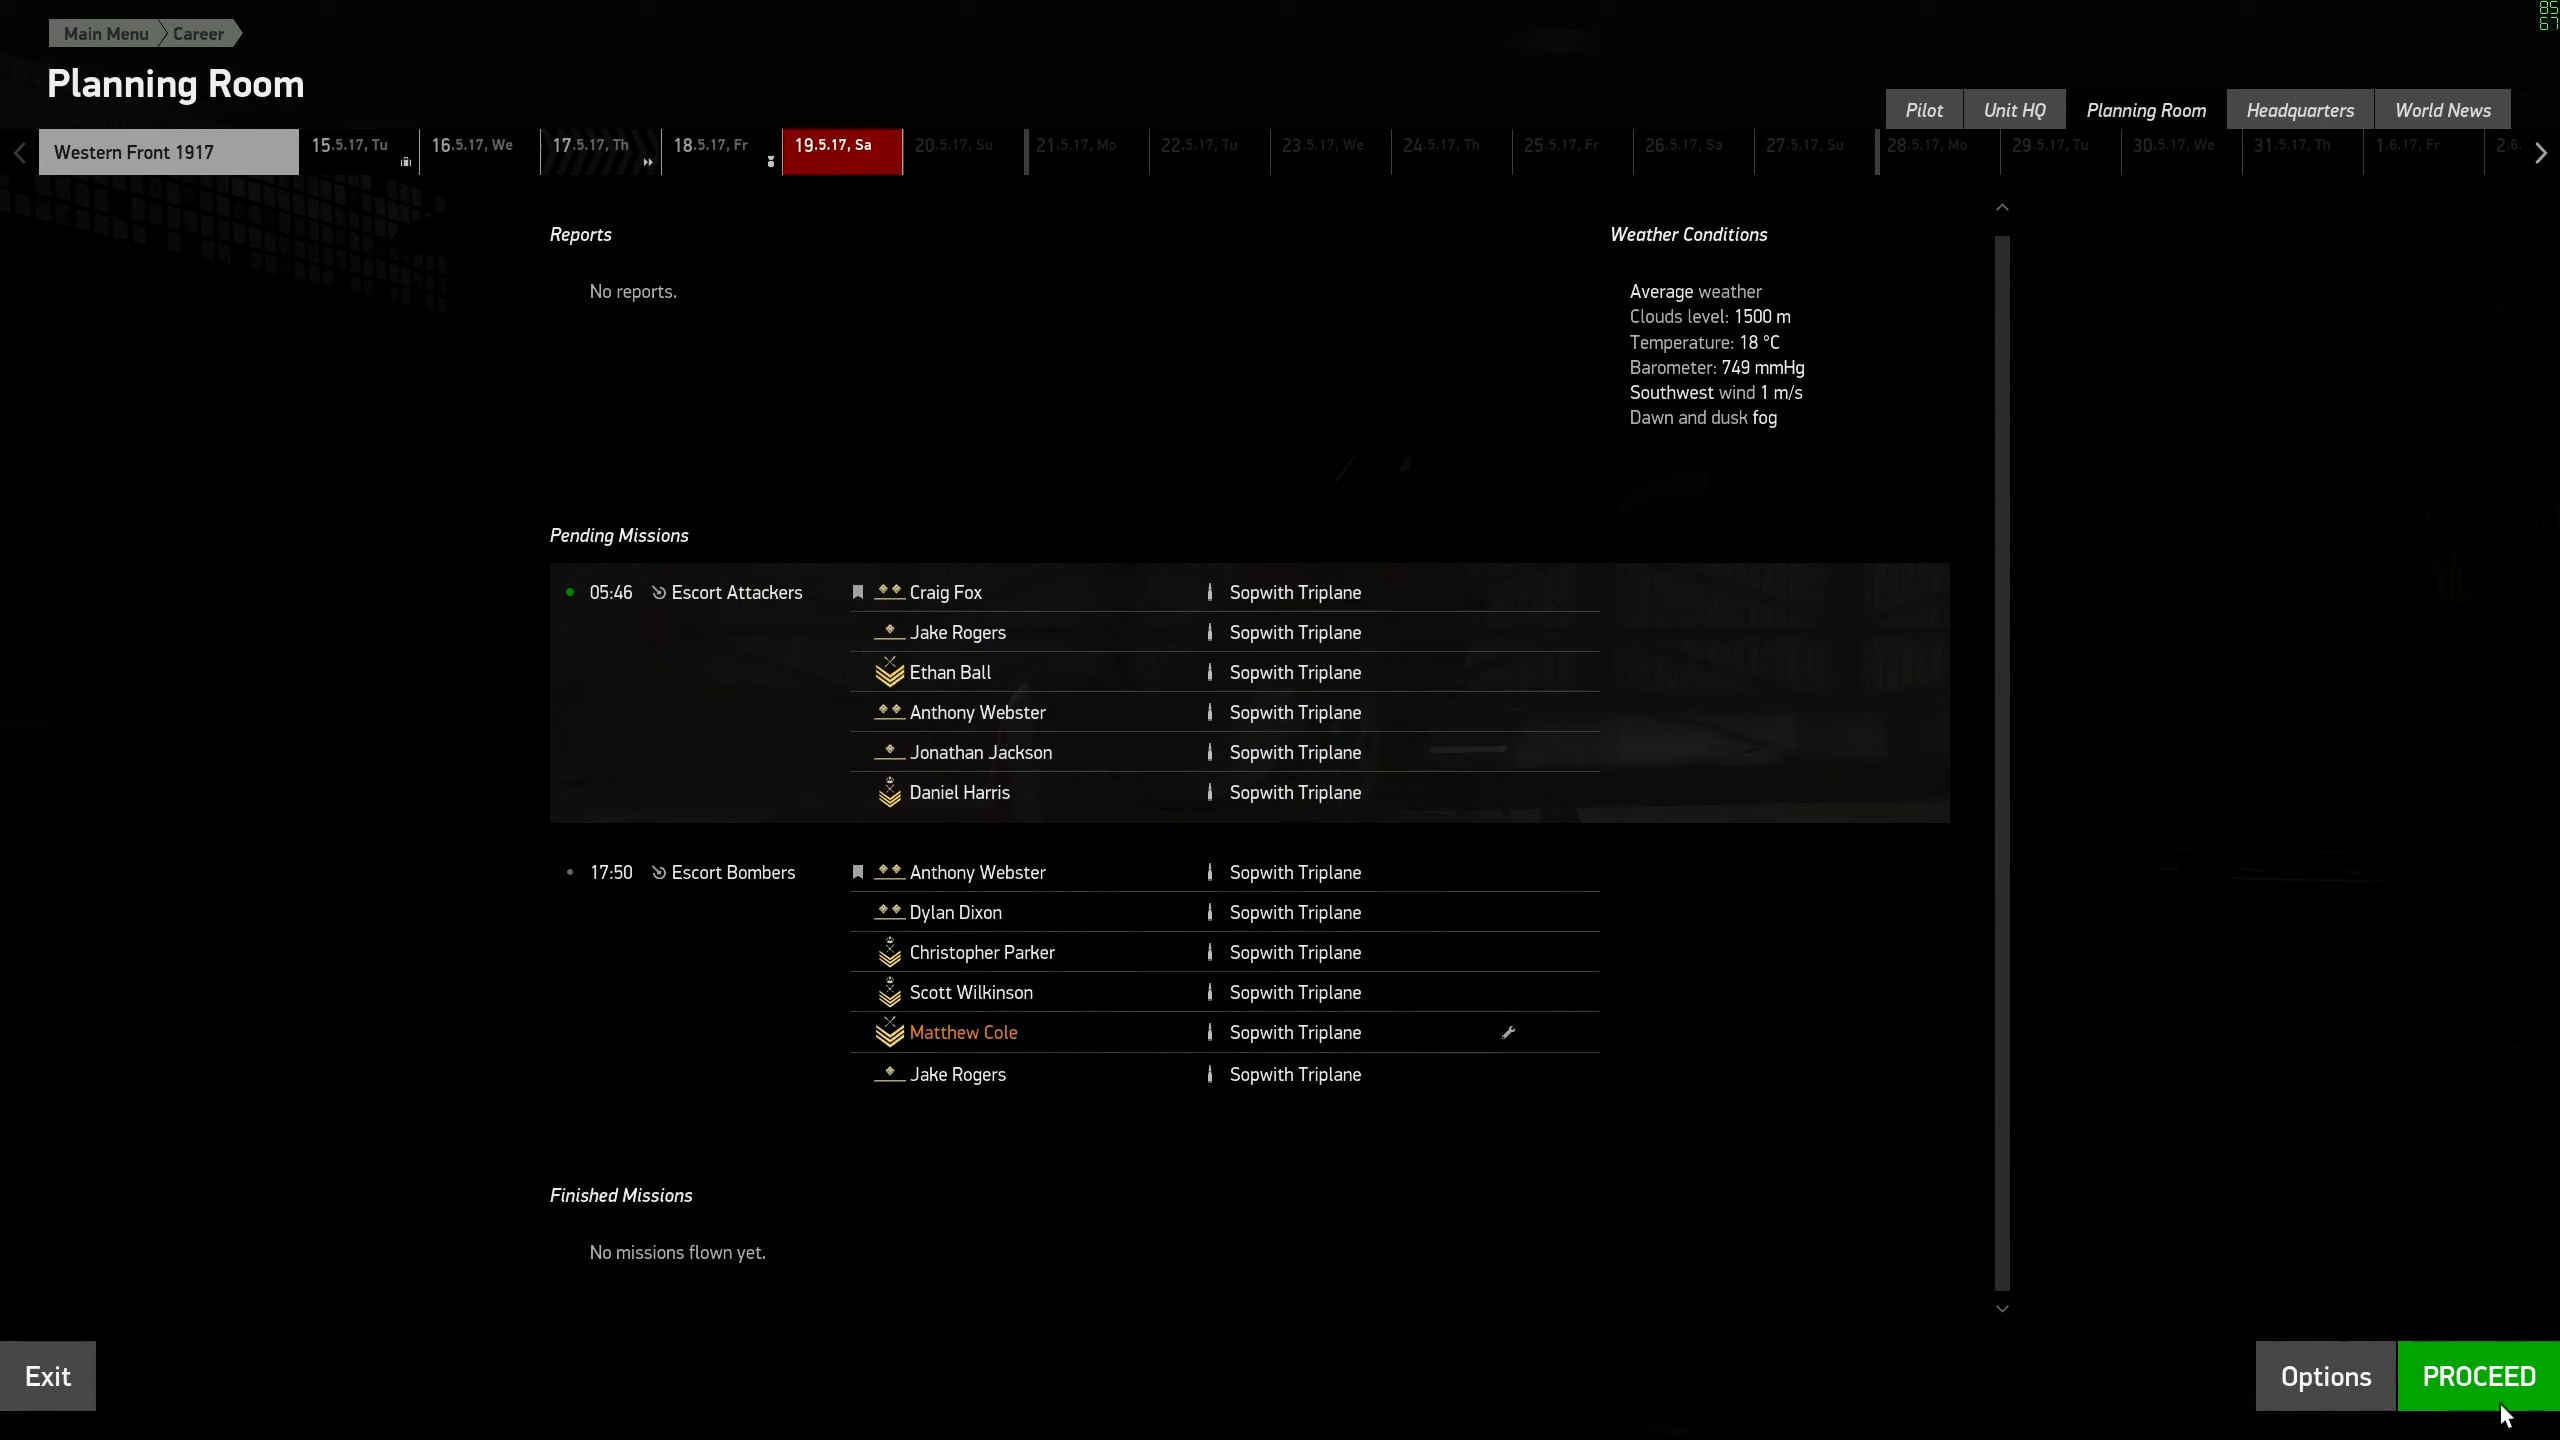 85
67
Main Menu Career
Planning Room
Pilot Unit HQ Planning Room Headquarters World News
Western Front 1917 15.5.17, Tu 16.5.17, We 17.5.17, Th 18.5.17, Fr 19.5.17, Sa 20.5.17, Su 21.5.17, Mo 22.5.17, Tu 23.5.17, We 24.5.17, Th 25.5.17, Fr 26.5.17, Sa 27.5.17, Su 28.5.17, Mo 29.5.17, Tu 30.5.17, We 31.5.17, Th 1.6.17, Fr 2.6.
Reports
No reports.
Weather Conditions
Average weather
Clouds level: 1500 m
Temperature: 18 °C
Barometer: 749 mmHg
Southwest wind 1 m/s
Dawn and dusk fog
Pending Missions
05:46 Escort Attackers Craig Fox Sopwith Triplane
Jake Rogers Sopwith Triplane
Ethan Ball Sopwith Triplane
Anthony Webster Sopwith Triplane
Jonathan Jackson Sopwith Triplane
Daniel Harris Sopwith Triplane
17:50 Escort Bombers Anthony Webster Sopwith Triplane
Dylan Dixon Sopwith Triplane
Christopher Parker Sopwith Triplane
Scott Wilkinson Sopwith Triplane
Matthew Cole Sopwith Triplane
Jake Rogers Sopwith Triplane
Finished Missions
No missions flown yet.
Exit
Options PROCEED